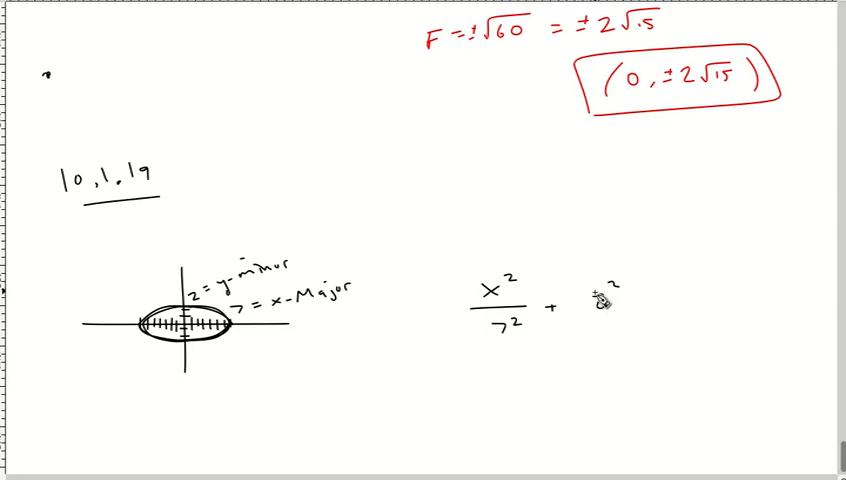 F = ±√60 = ±2√15
(0, ±2√15)
10.1.19
2 = y-minor
7 = x-Major
x² / 7² +